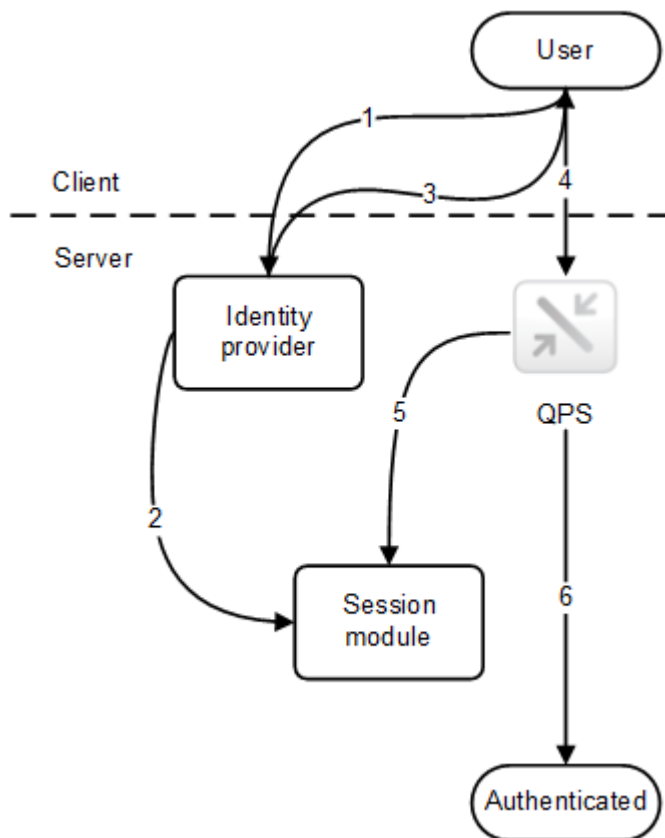 User
1
3
4
Client
Server
Identity
provider
5
QPS
2
Session
module
6
Authenticated